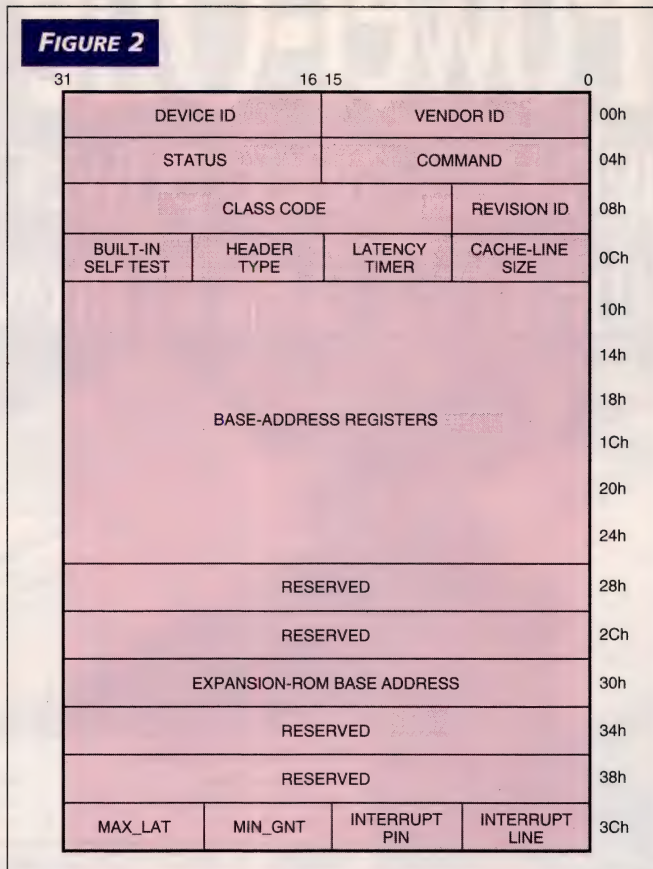 FIGURE 2
31 16 15 0
DEVICE ID VENDOR ID 00h
STATUS COMMAND 04h
CLASS CODE REVISION ID 08h
BUILT-IN SELF TEST HEADER TYPE LATENCY TIMER CACHE-LINE SIZE 0Ch
10h
14h
18h
BASE-ADDRESS REGISTERS
1Ch
20h
24h
RESERVED 28h
RESERVED 2Ch
EXPANSION-ROM BASE ADDRESS 30h
RESERVED 34h
RESERVED 38h
MAX_LAT MIN_GNT INTERRUPT PIN INTERRUPT LINE 3Ch